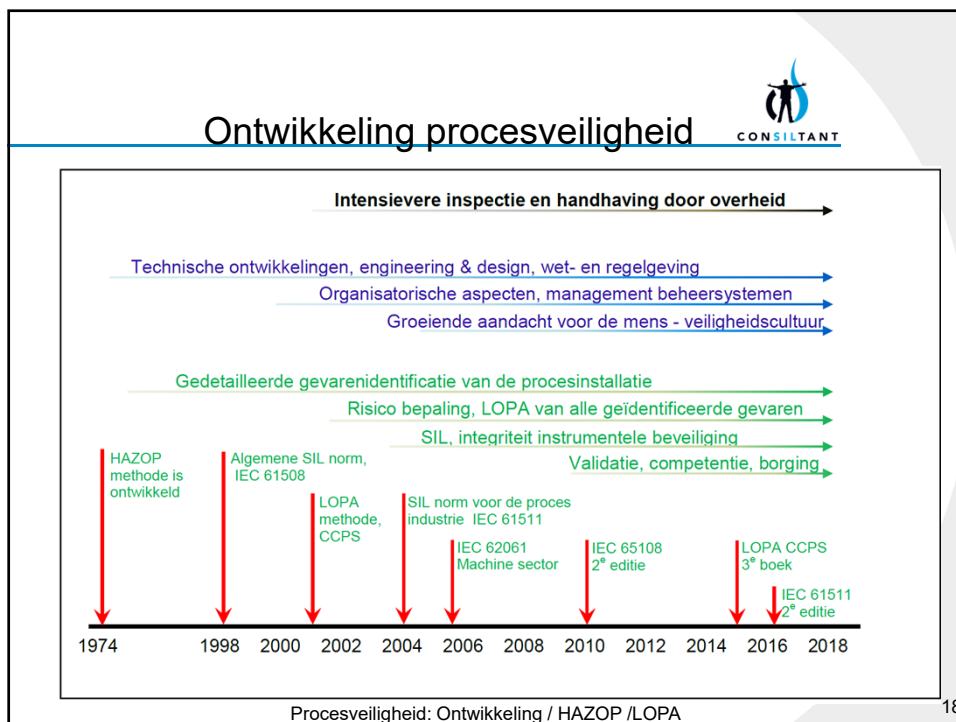 Ontwikkeling procesveiligheid
CONSILTANT
Intensievere inspectie en handhaving door overheid
Technische ontwikkelingen, engineering & design, wet- en regelgeving
Organisatorische aspecten, management beheersystemen
Groeiende aandacht voor de mens - veiligheidscultuur
Gedetailleerde gevarenidentificatie van de procesinstallatie
Risico bepaling, LOPA van alle geïdentificeerde gevaren
SIL, integriteit instrumentele beveiliging
Validatie, competentie, borging
HAZOP
methode is
ontwikkeld
Algemene SIL norm,
IEC 61508
LOPA
methode,
CCPS
SIL norm voor de proces
industrie IEC 61511
IEC 62061
Machine sector
IEC 65108
2e editie
LOPA CCPS
3e boek
IEC 61511
2e editie
1974 1998 2000 2002 2004 2006 2008 2010 2012 2014 2016 2018
Procesveiligheid: Ontwikkeling / HAZOP /LOPA
18